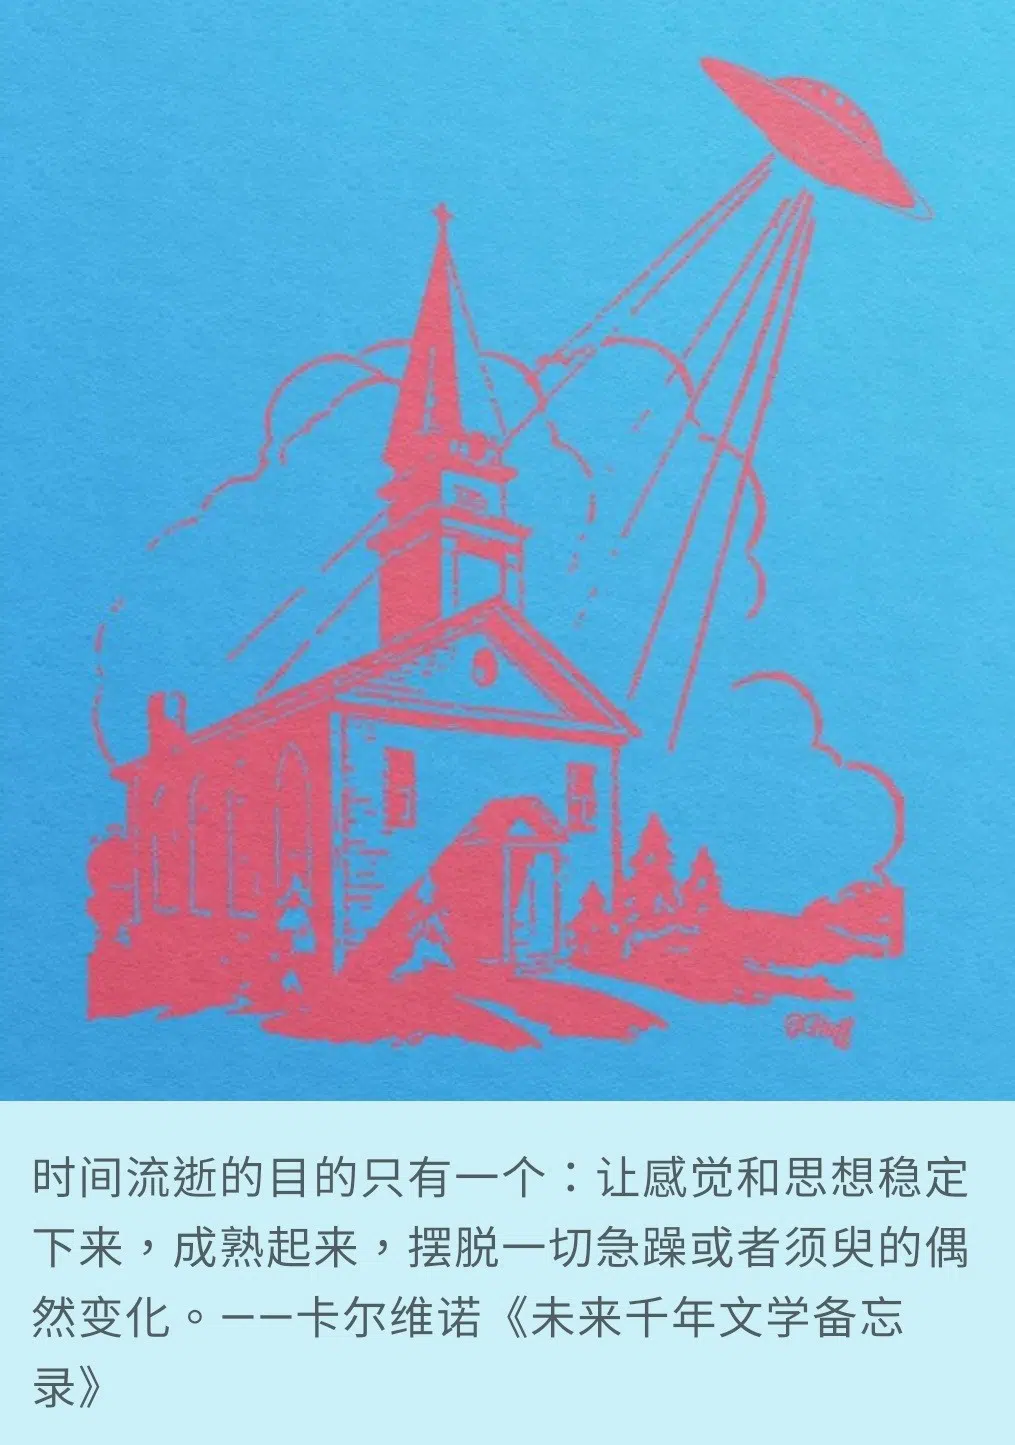 时间流逝的目的只有一个：让感觉和思想稳定
下来，成熟起来，摆脱一切急躁或者须臾的偶
然变化。——卡尔维诺《未来千年文学备忘
录》